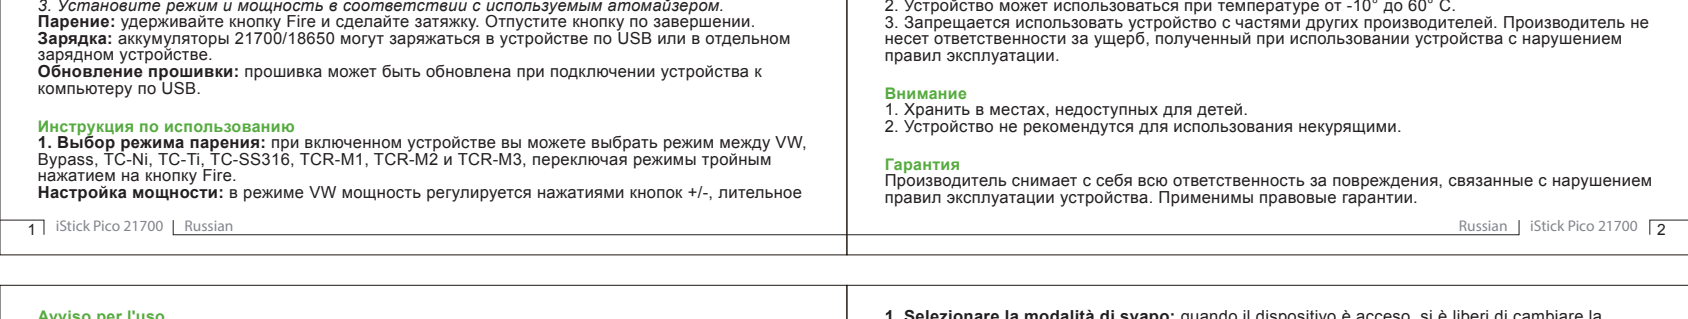 3. Установите режим и мощность в соответствии с используемым атомайзером.
Парение: удерживайте кнопку Fire и сделайте затяжку. Отпустите кнопку по завершении.
Зарядка: аккумуляторы 21700/18650 могут заряжаться в устройстве по USB или в отдельном
зарядном устройстве.
Обновление прошивки: прошивка может быть обновлена при подключении устройства к
компьютеру по USB.
Инструкция по использованию
1. Выбор режима парения: при включенном устройстве вы можете выбрать режим между VW,
Bypass, TC-Ni, TC-Ti, TC-SS316, TCR-M1, TCR-M2 и TCR-M3, переключая режимы тройным
нажатием на кнопку Fire.
Настройка мощности: в режиме VW мощность регулируется нажатиями кнопок +/-, лительное
1 iStick Pico 21700 | Russian
2. Устройство может использоваться при температуре от -10° до 60° С.
3. Запрещается использовать устройство с частями других производителей. Производитель не
несет ответственности за ущерб, полученный при использовании устройства с нарушением
правил эксплуатации.
Внимание
1. Хранить в местах, недоступных для детей.
2. Устройство не рекомендутся для использования некурящими.
Гарантия
Производитель снимает с себя всю ответственность за повреждения, связанные с нарушением
правил эксплуатации устройства. Применимы правовые гарантии.
Russian | iStick Pico 21700 2
Avviso per l'uso
1. Selezionare la modalità di svapo: quando il dispositivo è acceso, si è liberi di cambiare la